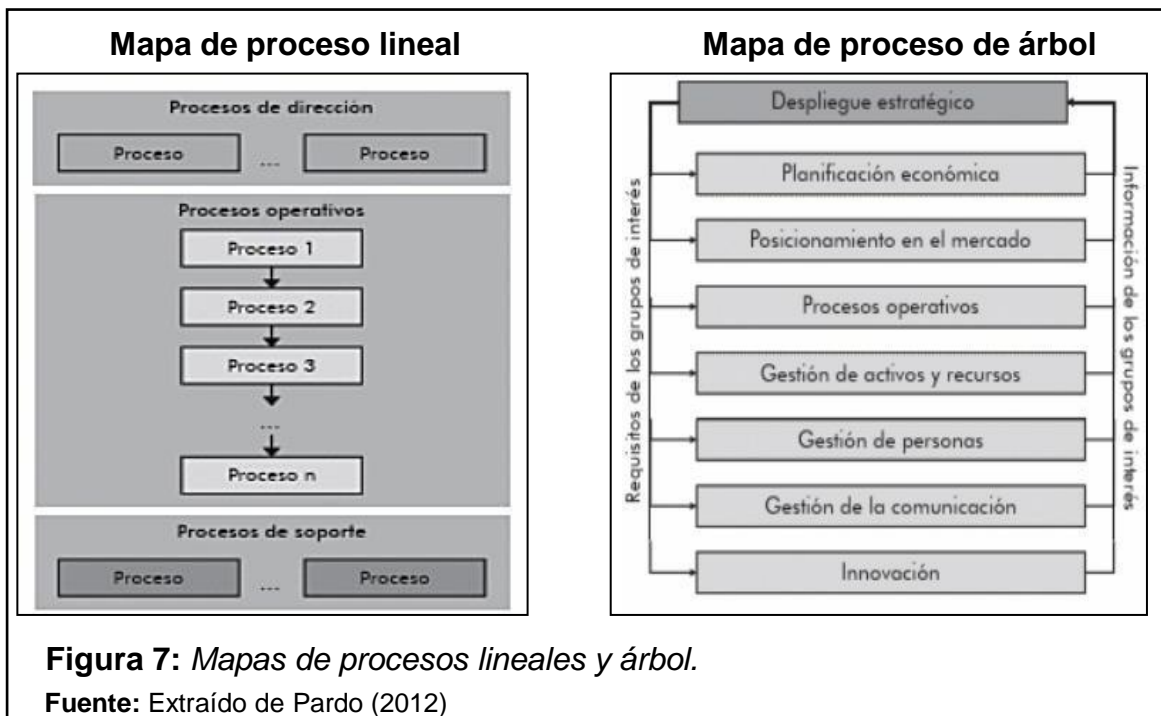 Mapa de proceso lineal
Procesos de dirección
Proceso ... Proceso
Procesos operativos
Proceso 1
Proceso 2
Proceso 3
...
Proceso n
Procesos de soporte
Proceso ... Proceso
Mapa de proceso de árbol
Despliegue estratégico
Requisitos de los grupos de interés
Planificación económica
Posicionamiento en el mercado
Procesos operativos
Gestión de activos y recursos
Gestión de personas
Gestión de la comunicación
Innovación
Información de los grupos de interés
Figura 7: Mapas de procesos lineales y árbol.
Fuente: Extraído de Pardo (2012)